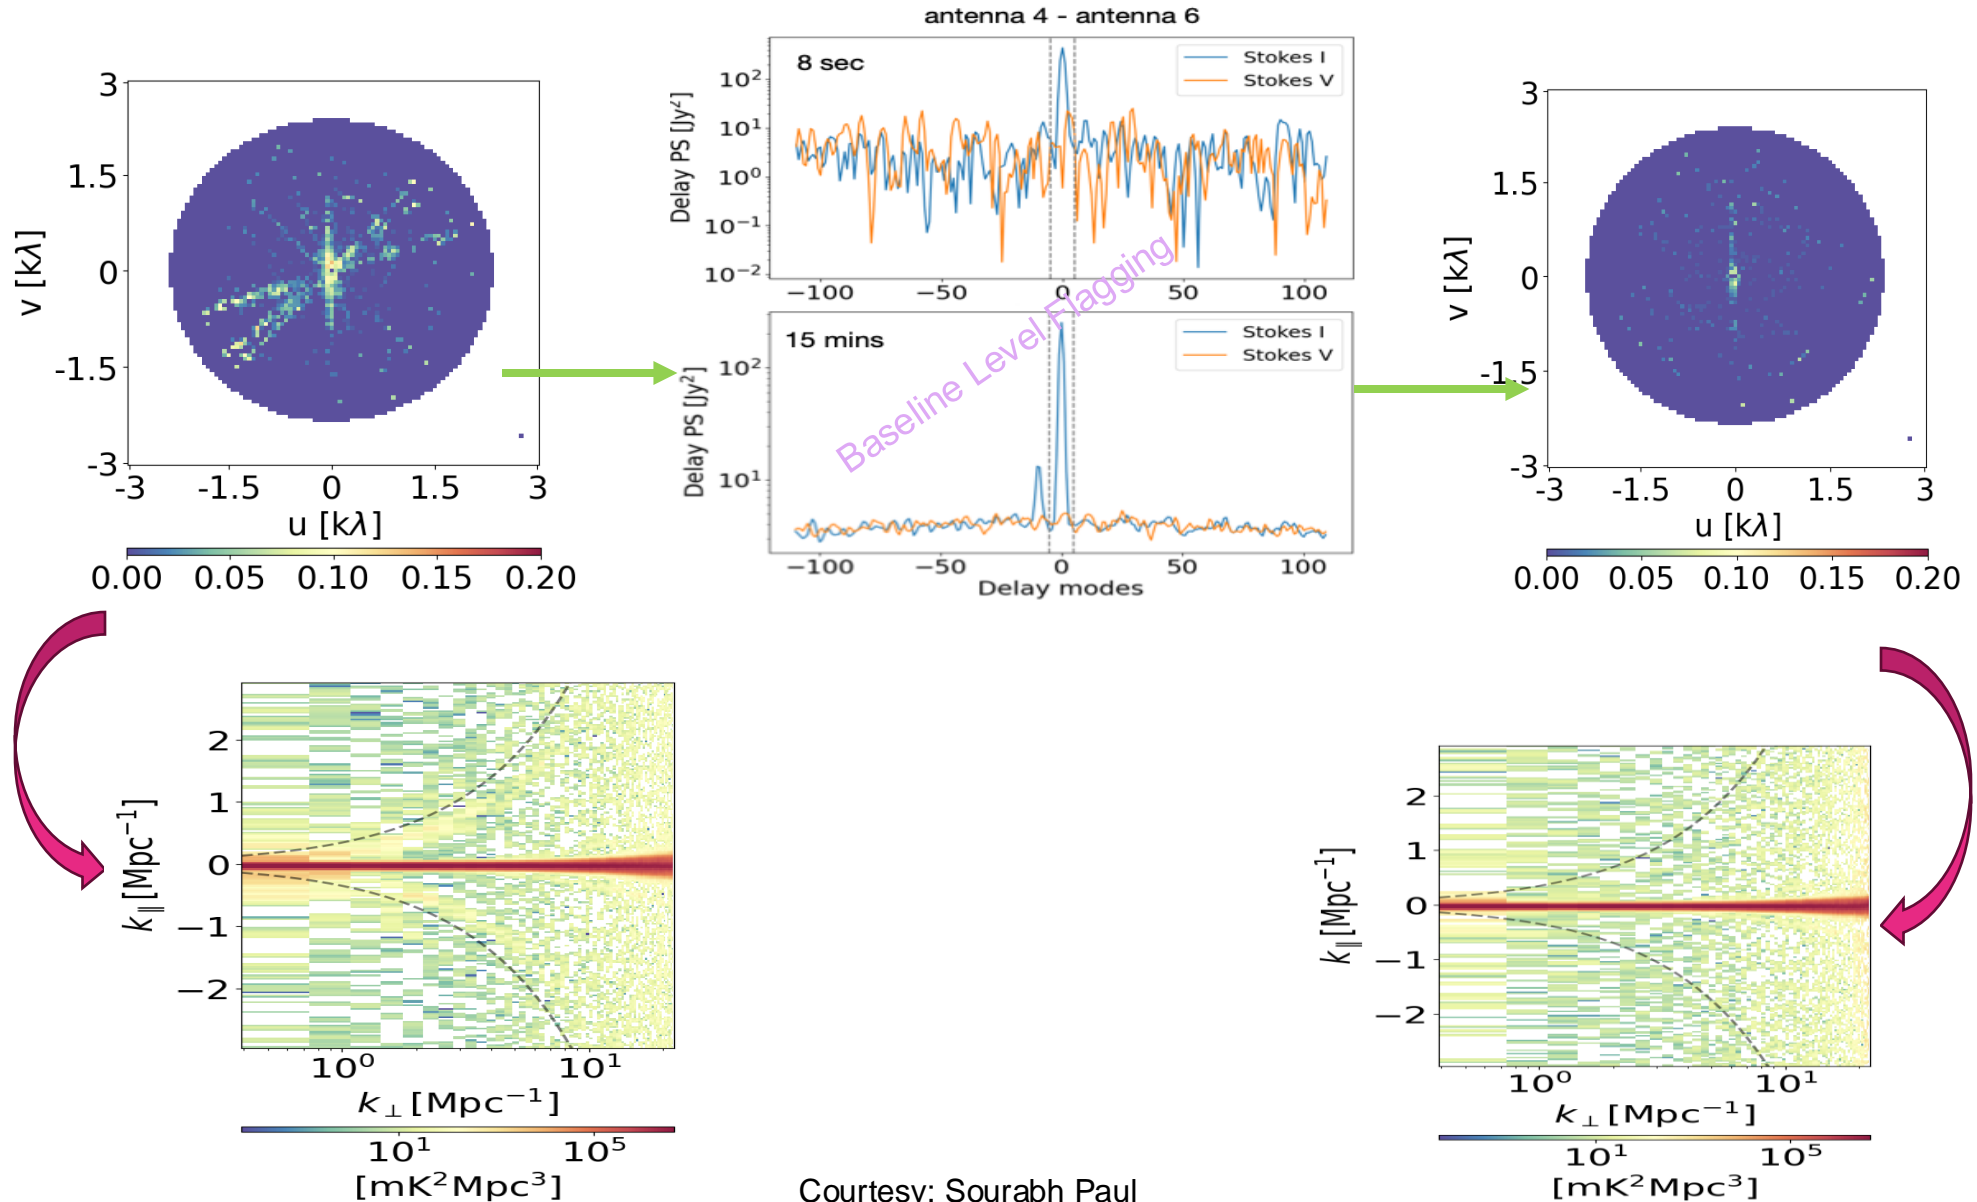 antenna 4 - antenna 6
8 sec
Stokes I
Stokes V
Delay PS [Jy²]
10²
10¹
10⁰
10⁻¹
10⁻²
−100 −50 0 50 100
15 mins
Stokes I
Stokes V
Delay PS [Jy²]
10²
10¹
−100 −50 0 50 100
Delay modes
Baseline Level Flagging
3
1.5
0
-1.5
-3
v [kλ]
-3 -1.5 0 1.5 3
u [kλ]
0.00 0.05 0.10 0.15 0.20
3
1.5
0
-1.5
-3
v [kλ]
-3 -1.5 0 1.5 3
u [kλ]
0.00 0.05 0.10 0.15 0.20
2
1
0
−1
−2
k∥[Mpc⁻¹]
10⁰ 10¹
k⊥[Mpc⁻¹]
10¹ 10⁵
[mK²Mpc³]
2
1
0
−1
−2
k∥[Mpc⁻¹]
10⁰ 10¹
k⊥[Mpc⁻¹]
10¹ 10⁵
[mK²Mpc³]
Courtesy: Sourabh Paul